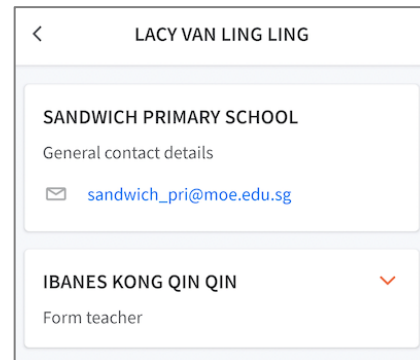 LACY VAN LING LING
SANDWICH PRIMARY SCHOOL
General contact details
sandwich_pri@moe.edu.sg
IBANES KONG QIN QIN
Form teacher